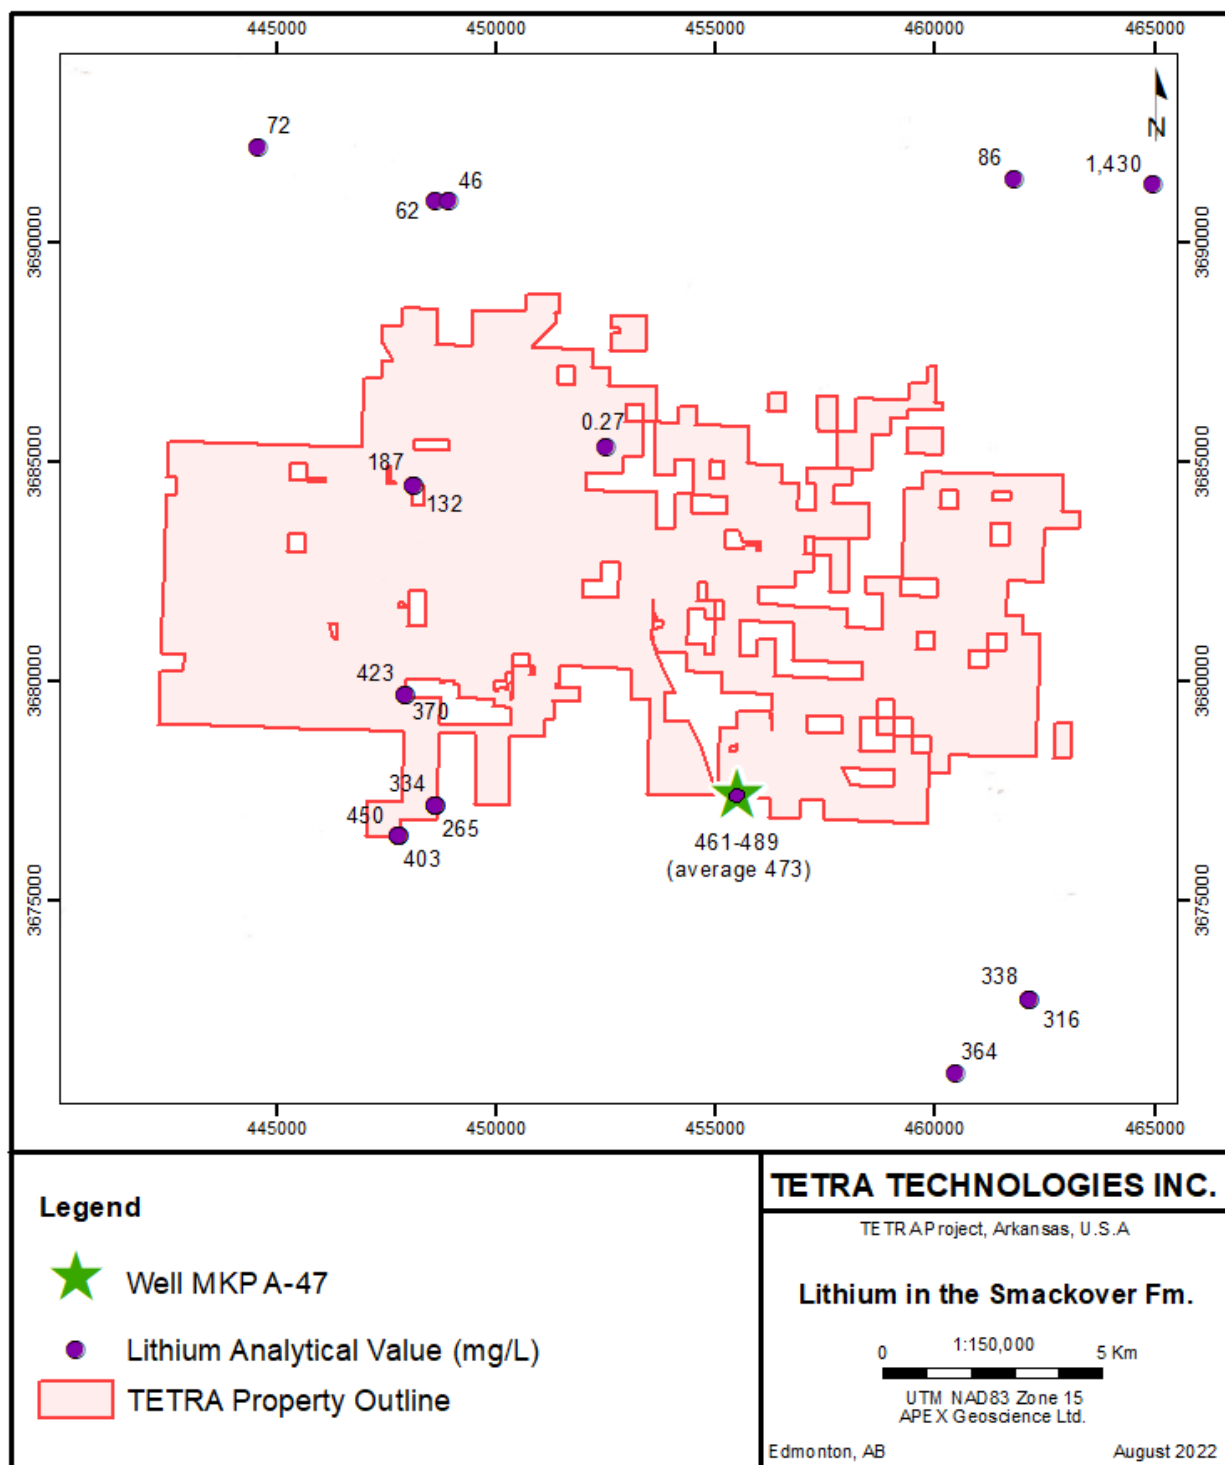 445000 450000 455000 460000 465000
N
72
46
62
86
1,430
3690000 3690000
0.27
3685000 3685000
187
132
3680000 3680000
423
370
334
450
265
403
461-489
(average 473)
3675000 3675000
338
316
364
445000 450000 455000 460000 465000
Legend
Well MKP A-47
Lithium Analytical Value (mg/L)
TETRA Property Outline
TETRA TECHNOLOGIES INC.
TETRA Project, Arkansas, U.S.A
Lithium in the Smackover Fm.
1:150,000
0 5 Km
UTM NAD83 Zone 15
APEX Geoscience Ltd.
Edmonton, AB August 2022